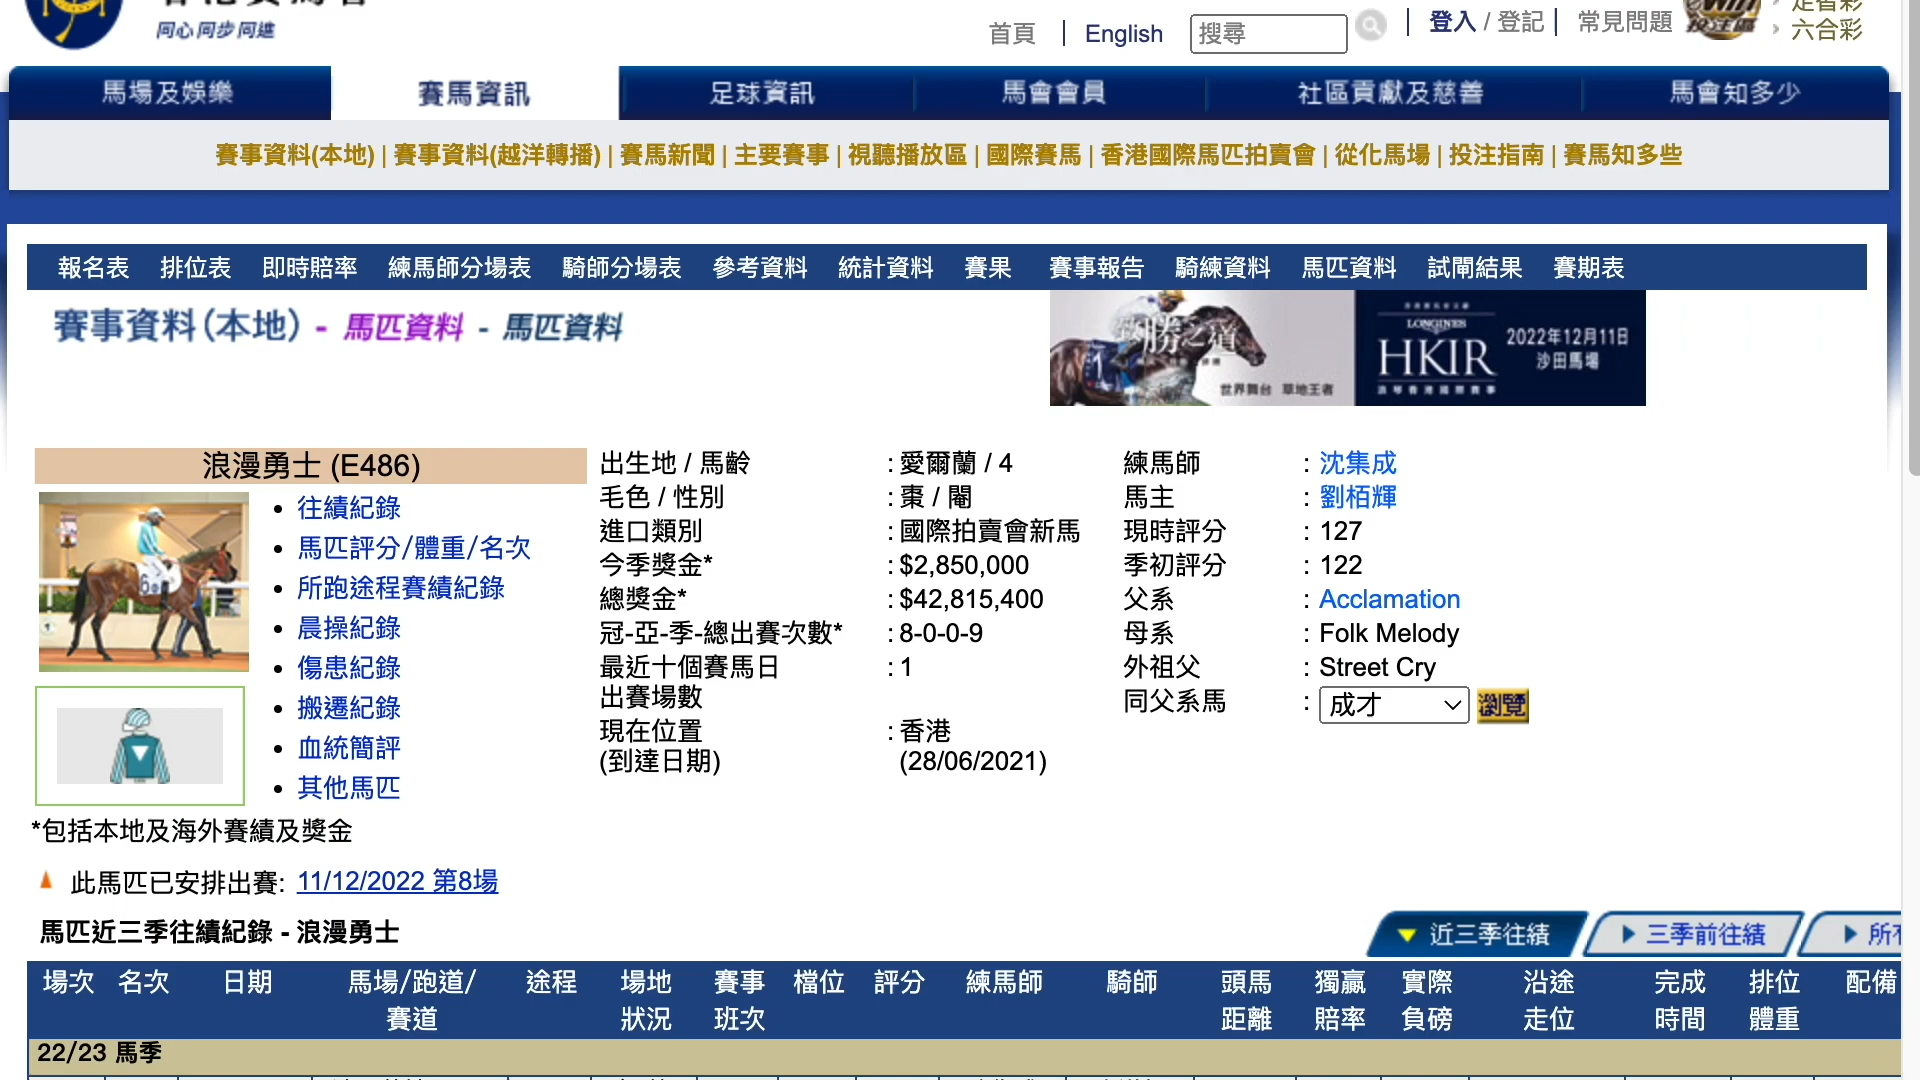 同心同步同進
首頁 | English 搜尋 | 登入 / 登記 | 常見問題
投注區
六合彩
馬場及娛樂 賽馬資訊 足球資訊 馬會會員 社區貢獻及慈善 馬會知多少
賽事資料(本地) | 賽事資料(越洋轉播) | 賽馬新聞 | 主要賽事 | 視聽播放區 | 國際賽馬 | 香港國際馬匹拍賣會 | 從化馬場 | 投注指南 | 賽馬知多些
報名表 排位表 即時賠率 練馬師分場表 騎師分場表 參考資料 統計資料 賽果 賽事報告 騎練資料 馬匹資料 試閘結果 賽期表
賽事資料(本地) - 馬匹資料 - 馬匹資料
勝之道
世界舞台 草地王者
LONGINES
HKIR
2022年12月11日
沙田馬場
浪漫勇士 (E486)
往績紀錄
馬匹評分/體重/名次
所跑途程賽績紀錄
晨操紀錄
傷患紀錄
搬遷紀錄
血統簡評
其他馬匹
出生地 / 馬齡 : 愛爾蘭 / 4
毛色 / 性別 : 棗 / 閹
進口類別 : 國際拍賣會新馬
今季獎金* : $2,850,000
總獎金* : $42,815,400
冠-亞-季-總出賽次數* : 8-0-0-9
最近十個賽馬日 : 1
出賽場數
現在位置 : 香港
(到達日期) (28/06/2021)
練馬師 : 沈集成
馬主 : 劉栢輝
現時評分 : 127
季初評分 : 122
父系 : Acclamation
母系 : Folk Melody
外祖父 : Street Cry
同父系馬 : 成才 瀏覽
*包括本地及海外賽績及獎金
此馬匹已安排出賽: 11/12/2022 第8場
馬匹近三季往績紀錄 - 浪漫勇士
近三季往績 三季前往績
場次 名次 日期 馬場/跑道/ 途程 場地 賽事 檔位 評分 練馬師 騎師 頭馬 獨贏 實際 沿途 完成 排位 配備
賽道 狀況 班次 距離 賠率 負磅 走位 時間 體重
22/23 馬季